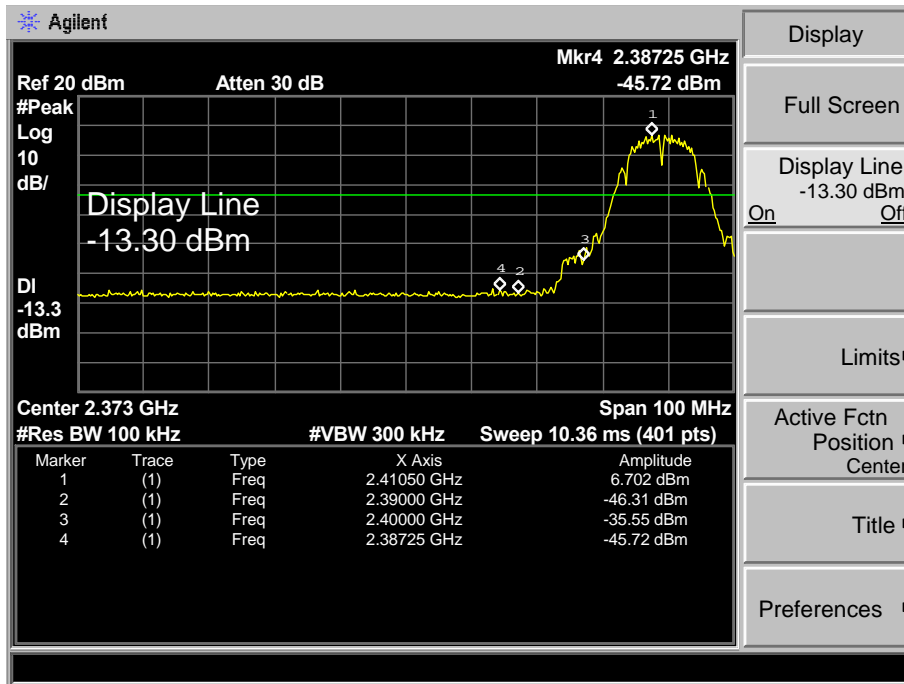 Agilent
Mkr4 2.38725 GHz
Ref 20 dBm Atten 30 dB -45.72 dBm
#Peak
Log
10
dB/
1
Display Line
-13.30 dBm
3
4 2
DI
-13.3
dBm
Center 2.373 GHz Span 100 MHz
#Res BW 100 kHz #VBW 300 kHz Sweep 10.36 ms (401 pts)
Marker Trace Type X Axis Amplitude
1 (1) Freq 2.41050 GHz 6.702 dBm
2 (1) Freq 2.39000 GHz -46.31 dBm
3 (1) Freq 2.40000 GHz -35.55 dBm
4 (1) Freq 2.38725 GHz -45.72 dBm
Display
Full Screen
Display Line
-13.30 dBm
On Off
Limits
Active Fctn
Position
Center
Title
Preferences